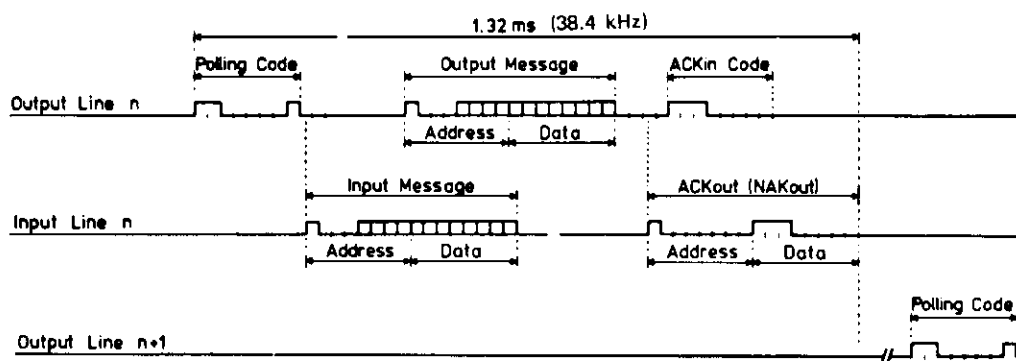 1.32 ms (38.4 kHz)
Polling Code
Output Message
ACKin Code
Output Line n
Address
Data
Input Message
ACKout (NAKout)
Input Line n
Address
Data
Address
Data
Polling Code
Output Line n+1